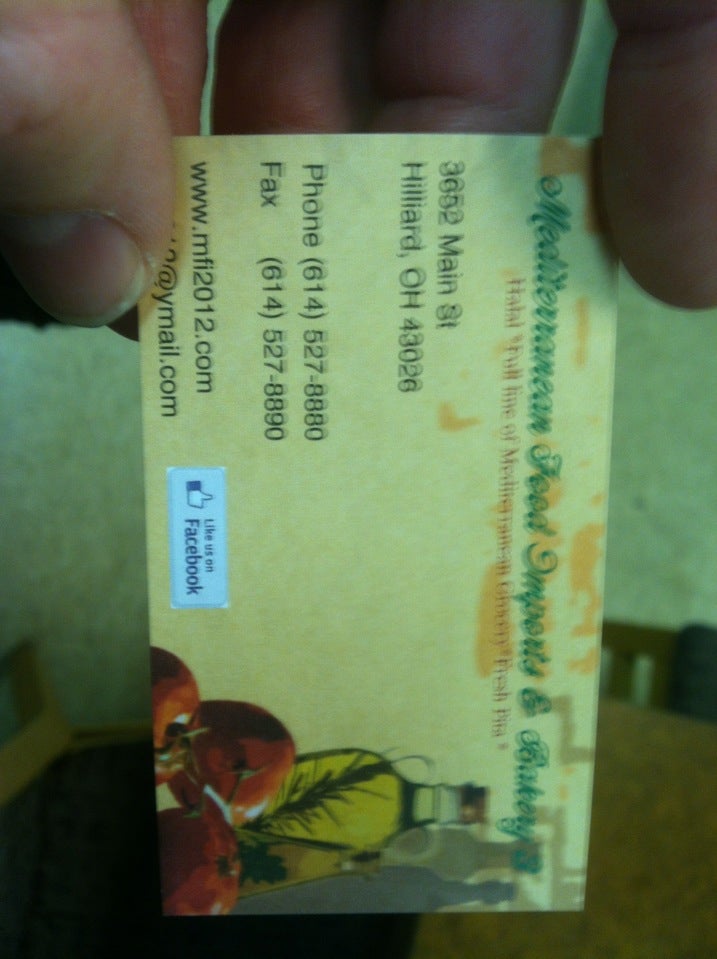 Mediterranean Food Imports & Bakery
Halal *Full line of Mediterranean Grocery*Fresh Pita *
3652 Main St
Hilliard, OH 43026
Phone (614) 527-8880
Fax (614) 527-8890
www.mfi2012.com
@ymail.com
Like us on
Facebook